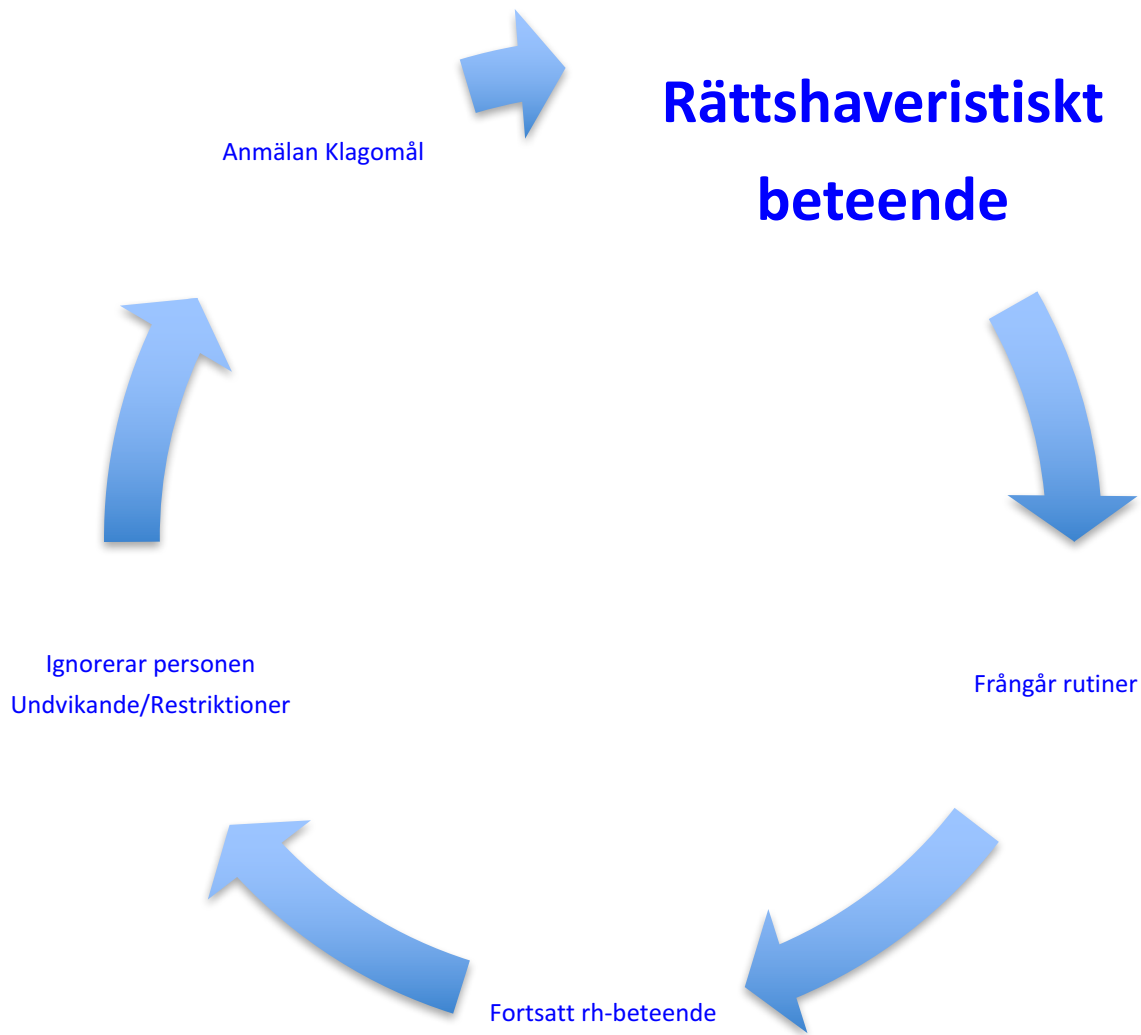 Rättshaveristiskt
beteende
Frångår rutiner
Fortsatt rh-beteende
Ignorerar personen
Undvikande/Restriktioner
Anmälan Klagomål